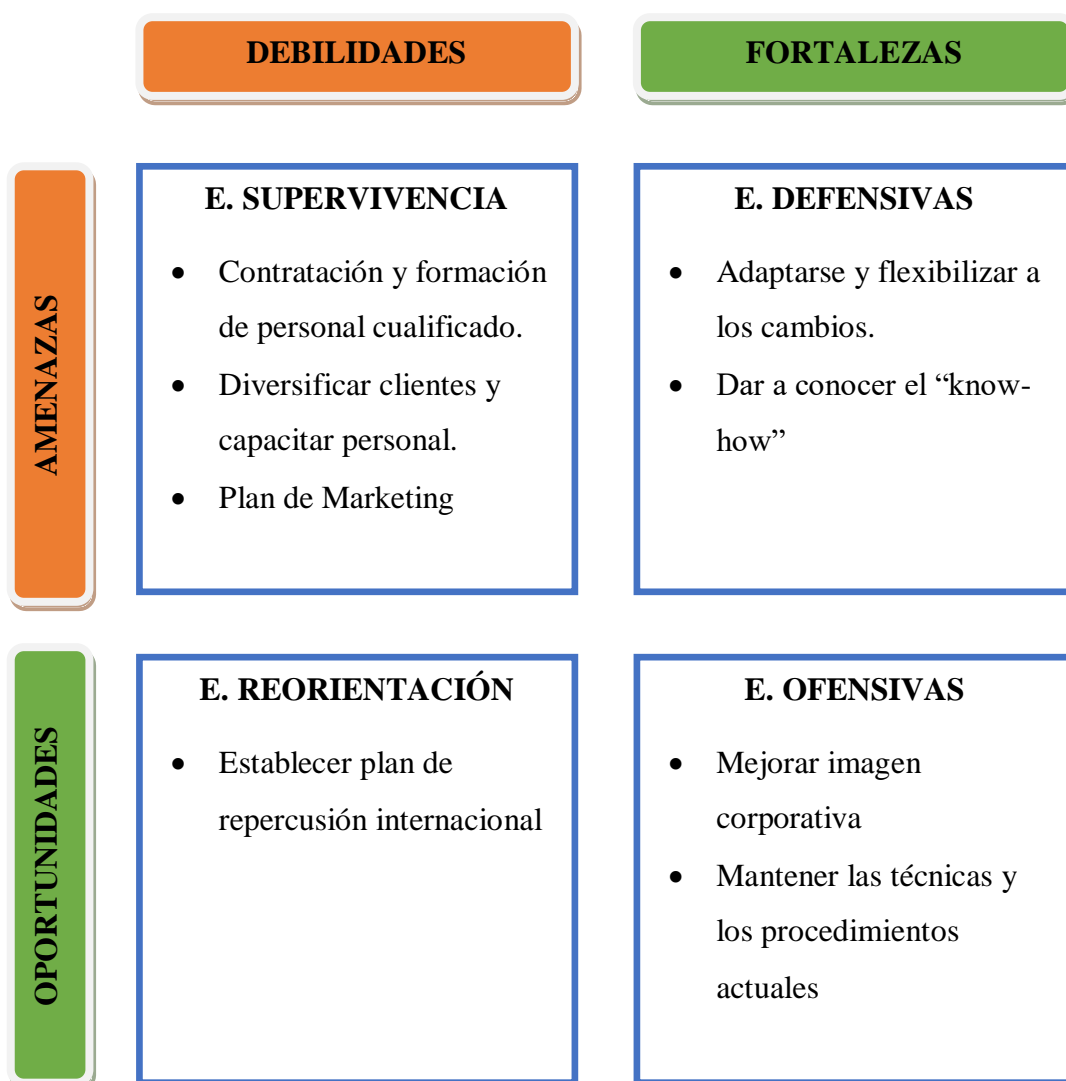 DEBILIDADES
FORTALEZAS
AMENAZAS
E. SUPERVIVENCIA
• Contratación y formación
de personal cualificado.
• Diversificar clientes y
capacitar personal.
• Plan de Marketing
E. DEFENSIVAS
• Adaptarse y flexibilizar a
los cambios.
• Dar a conocer el “know-
how”
OPORTUNIDADES
E. REORIENTACIÓN
• Establecer plan de
repercusión internacional
E. OFENSIVAS
• Mejorar imagen
corporativa
• Mantener las técnicas y
los procedimientos
actuales